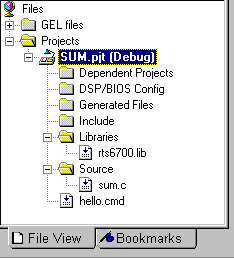 Files
GEL files
Projects
SUM.pjt (Debug)
Dependent Projects
DSP/BIOS Config
Generated Files
Include
Libraries
rts6700.lib
Source
sum.c
hello.cmd
File View Bookmarks